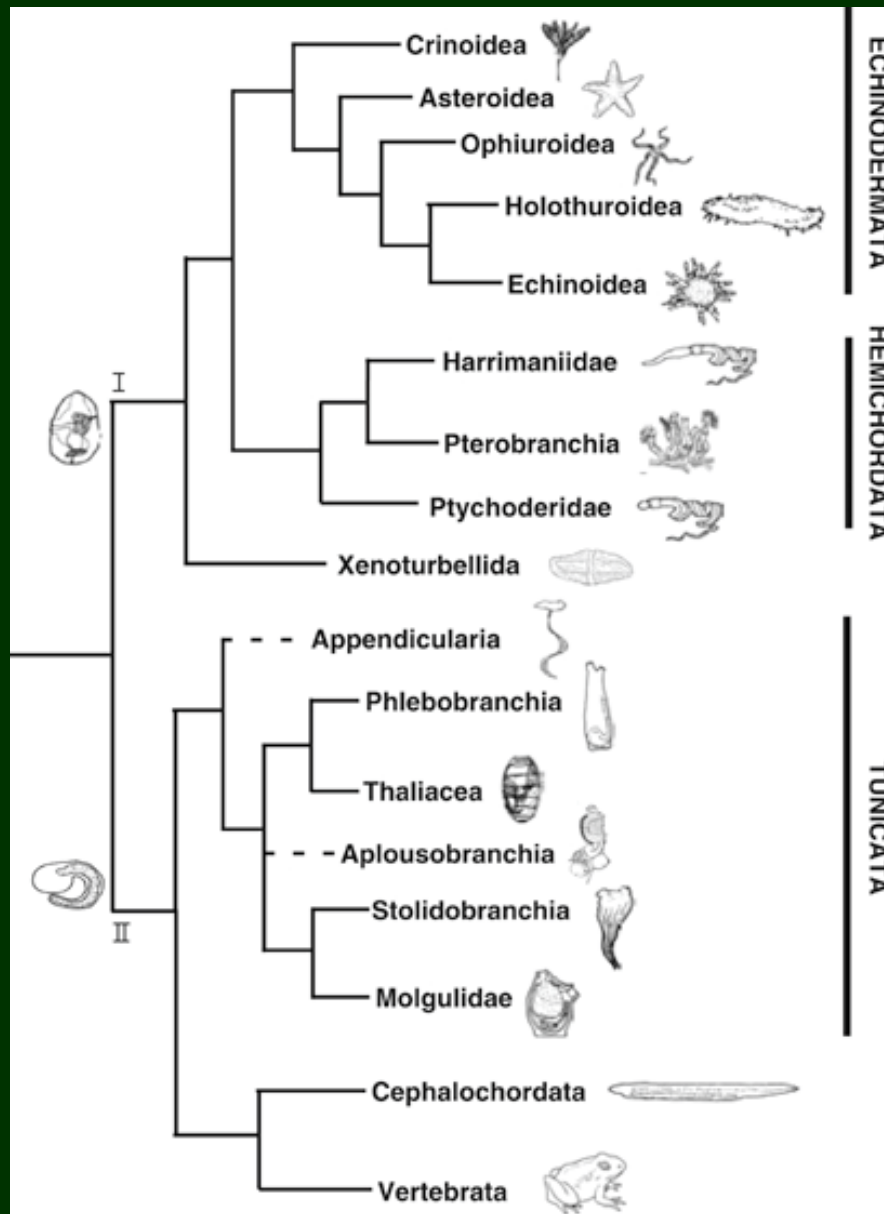 Crinoidea
Asteroidea
Ophiuroidea
Holothuroidea
Echinoidea
ECHINODERMATA
I
Harrimaniidae
Pterobranchia
Ptychoderidae
HEMICHORDATA
Xenoturbellida
Appendicularia
Phlebobranchia
Thaliacea
Aplousobranchia
Stolidobranchia
Molgulidae
TUNICATA
II
Cephalochordata
Vertebrata